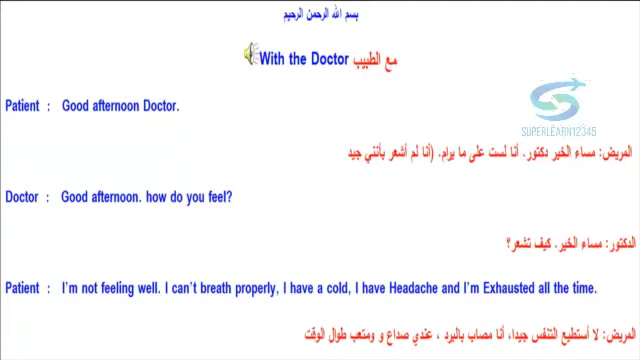 بسم الله الرحمن الرحيم
With the Doctor مع الطبيب
Patient : Good afternoon Doctor.
SUPERLEARN12345
المريض: مساء الخير دكتور. أنا لست على ما يرام. (أنا لم أشعر بأنني جيد
Doctor : Good afternoon. how do you feel?
الدكتور: مساء الخير. كيف تشعر؟
Patient : I'm not feeling well. I can't breath properly, I have a cold, I have Headache and I'm Exhausted all the time.
المريض: لا أستطيع التنفس جيدا، أنا مصاب بالبرد ، عندي صداع و ومتعب طوال الوقت